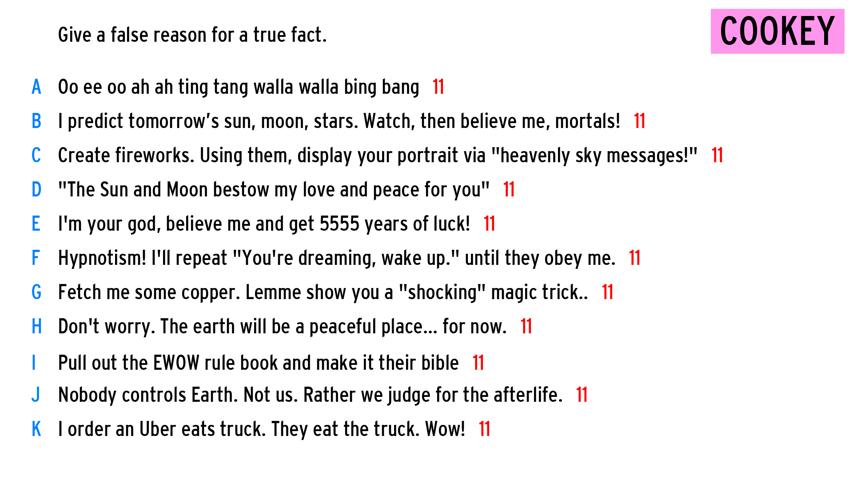 Give a false reason for a true fact.
COOKEY
A Oo ee oo ah ah ting tang walla walla bing bang 11
B I predict tomorrow’s sun, moon, stars. Watch, then believe me, mortals! 11
C Create fireworks. Using them, display your portrait via "heavenly sky messages!" 11
D "The Sun and Moon bestow my love and peace for you" 11
E I'm your god, believe me and get 5555 years of luck! 11
F Hypnotism! I'll repeat "You're dreaming, wake up." until they obey me. 11
G Fetch me some copper. Lemme show you a "shocking" magic trick.. 11
H Don't worry. The earth will be a peaceful place... for now. 11
I Pull out the EWOW rule book and make it their bible 11
J Nobody controls Earth. Not us. Rather we judge for the afterlife. 11
K I order an Uber eats truck. They eat the truck. Wow! 11